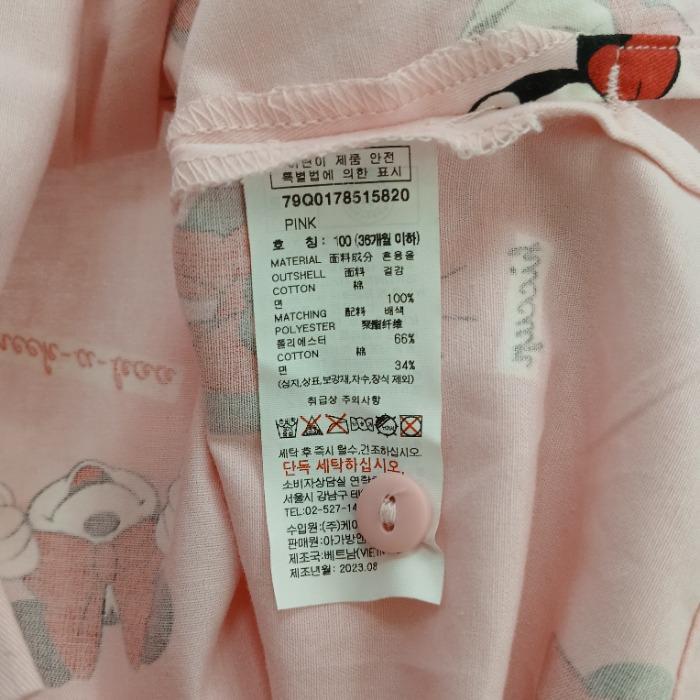 어린이 제품 안전
특별법에 의한 표시
79Q0178515820
PINK
호 칭: 100 (36개월 이하)
MATERIAL 面料成分 혼용율
OUTSHELL 面料 겉감
COTTON 棉
면 100%
MATCHING 配料 배색
POLYESTER 聚酯纤维
폴리에스터 66%
COTTON 棉
면 34%
(심지,상표,보강재,자수,장식 제외)
취급상 주의사항
세탁 후 즉시 탈수,건조하십시오.
단독 세탁하십시오.
소비자상담실
서울시 강남구
TEL:02-527-14
수입원:(주)케이
판매원:아가방앤
제조국:베트남(VIETN
제조년월: 2023.08
peek-a-boo